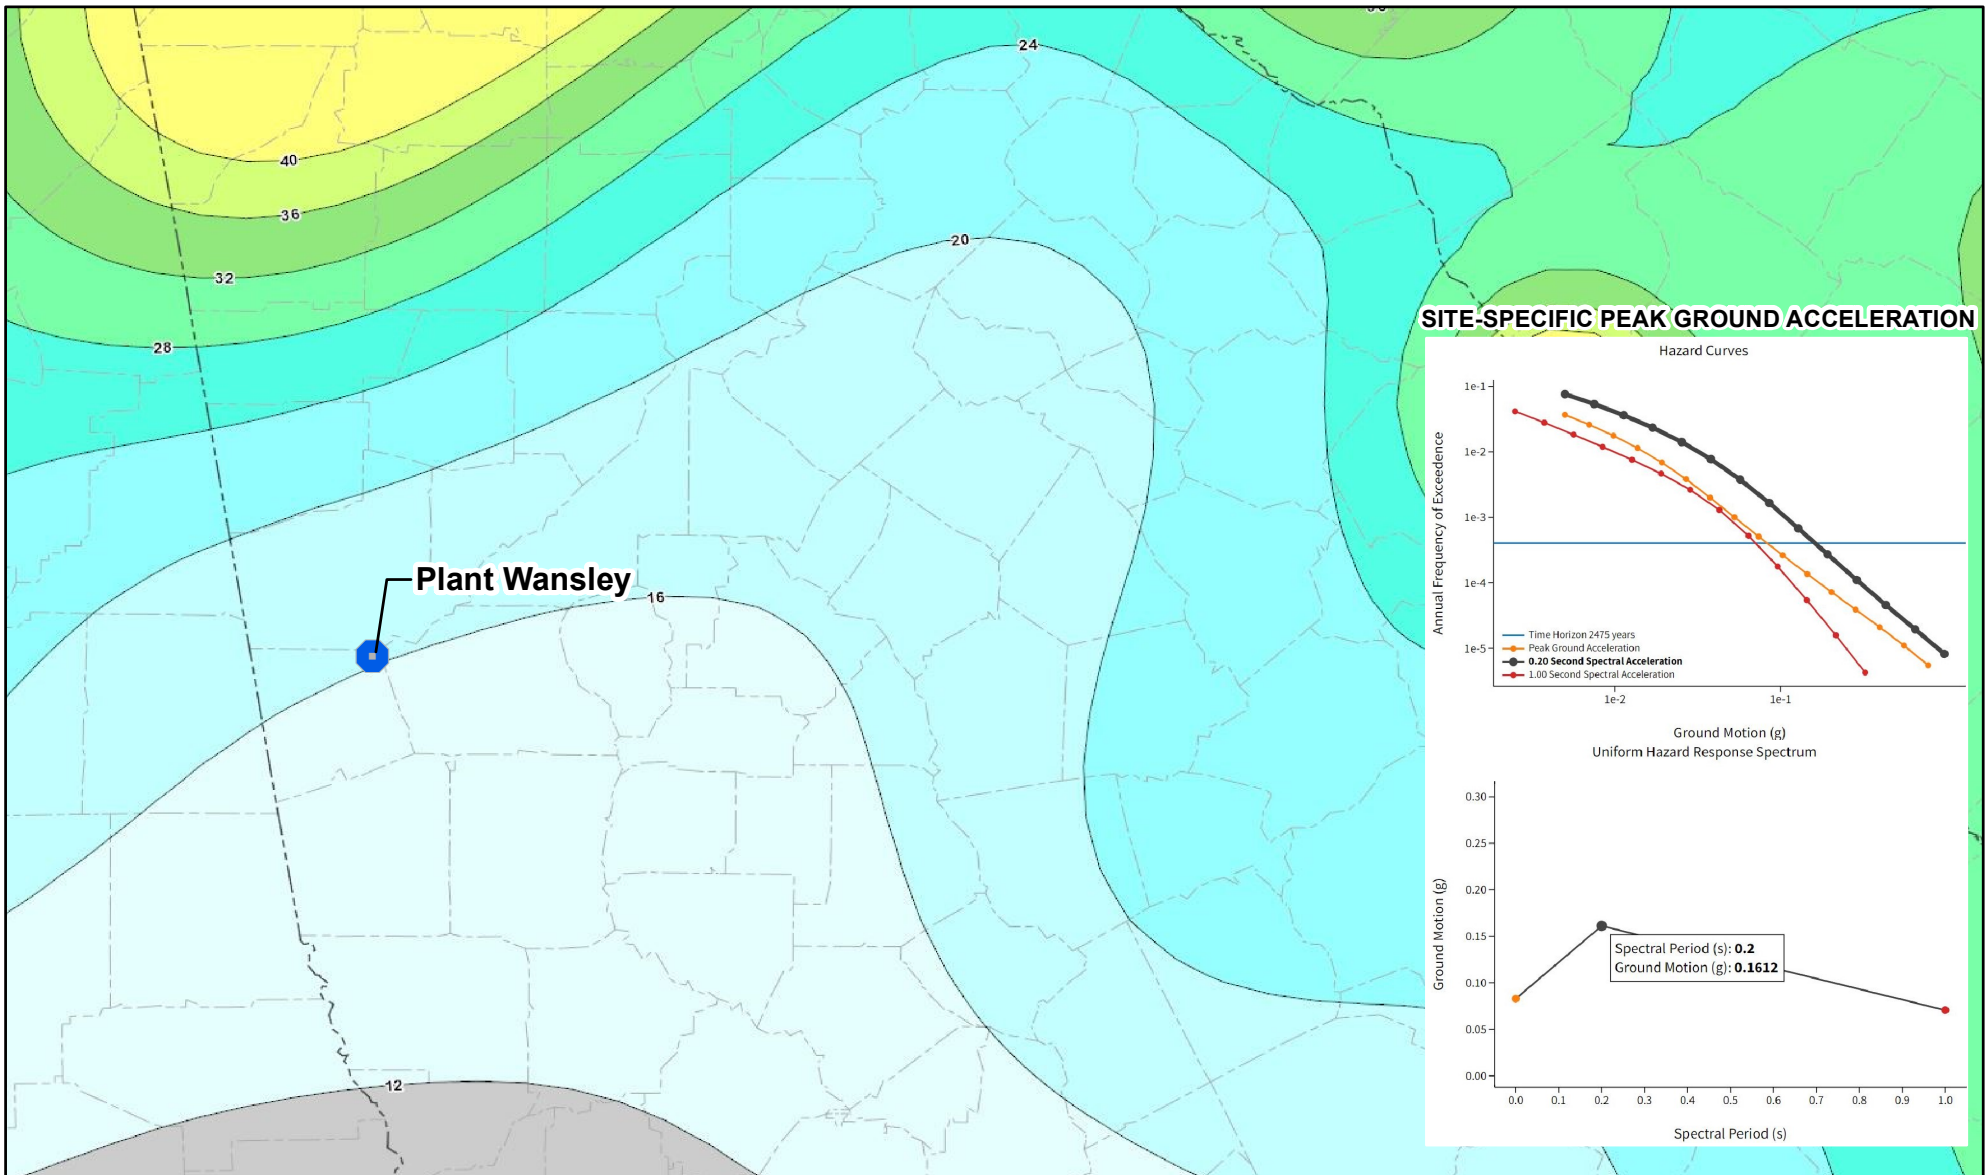 24
40
36
20
32
28
SITE-SPECIFIC PEAK GROUND ACCELERATION
Hazard Curves
1e-1
1e-2
1e-3
1e-4
1e-5
Annual Frequency of Exceedence
Time Horizon 2475 years
Peak Ground Acceleration
0.20 Second Spectral Acceleration
1.00 Second Spectral Acceleration
1e-2 1e-1
Ground Motion (g)
Plant Wansley
16
12
Uniform Hazard Response Spectrum
0.30
0.25
0.20
0.15
0.10
0.05
0.00
Ground Motion (g)
Spectral Period (s): 0.2
Ground Motion (g): 0.1612
0.0 0.1 0.2 0.3 0.4 0.5 0.6 0.7 0.8 0.9 1.0
Spectral Period (s)